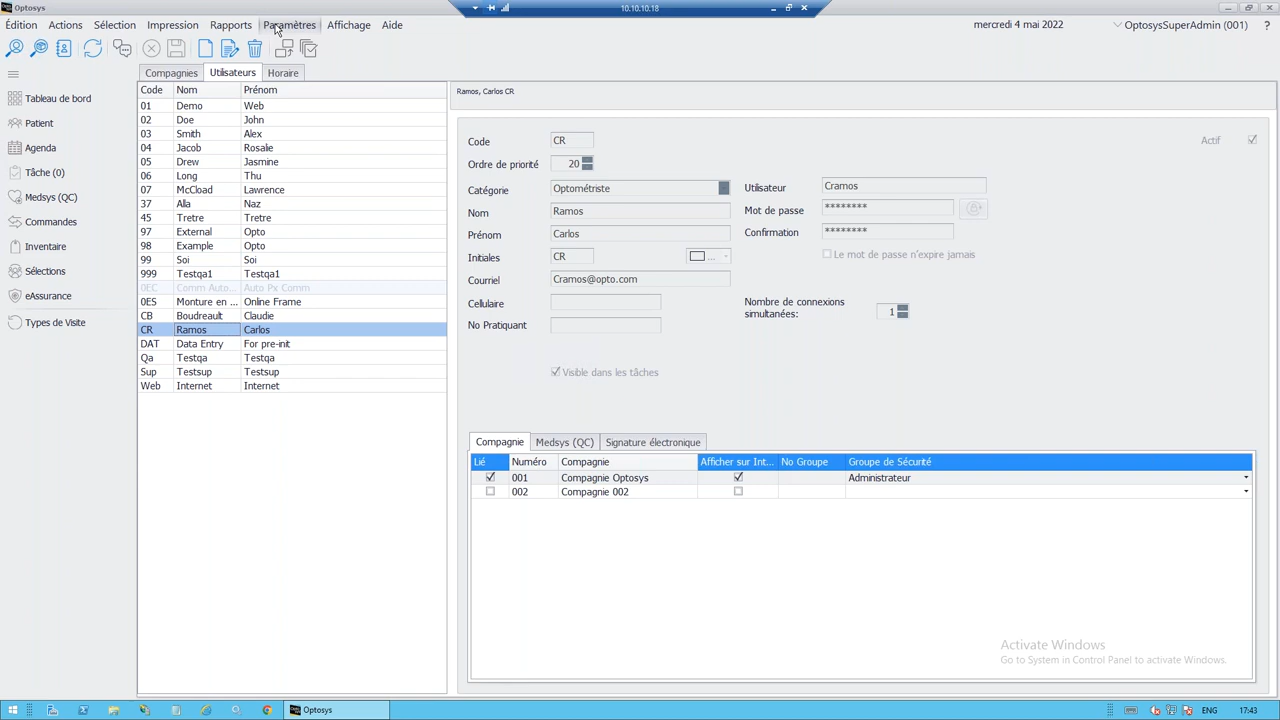 Optosys
10.10.10.18
Édition Actions Sélection Impression Rapports Paramètres Affichage Aide
mercredi 4 mai 2022
OptosysSuperAdmin (001) ?
Compagnies Utilisateurs Horaire
Tableau de bord
Patient
Agenda
Tâche (0)
Medsys (QC)
Commandes
Inventaire
Sélections
eAssurance
Types de Visite
Code Nom Prénom
01 Demo Web
02 Doe John
03 Smith Alex
04 Jacob Rosalie
05 Drew Jasmine
06 Long Thu
07 McCload Lawrence
37 Alla Naz
45 Tretre Tretre
97 External Opto
98 Example Opto
99 Soi Soi
999 Testqa1 Testqa1
0EC Comm Auto... Auto Px Comm
0ES Monture en ... Online Frame
CB Boudreault Claudie
CR Ramos Carlos
DAT Data Entry For pre-init
Qa Testqa Testqa
Sup Testsup Testsup
Web Internet Internet
Ramos, Carlos CR
Code CR
Actif
Ordre de priorité 20
Catégorie Optométriste
Nom Ramos
Prénom Carlos
Initiales CR ...
Courriel Cramos@opto.com
Cellulaire
No Pratiquant
Utilisateur Cramos
Mot de passe ********
Confirmation ********
Le mot de passe n'expire jamais
Nombre de connexions
simultanées: 1
Visible dans les tâches
Compagnie Medsys (QC) Signature électronique
Lié Numéro Compagnie Afficher sur Int... No Groupe Groupe de Sécurité
001 Compagnie Optosys Administrateur
002 Compagnie 002
Activate Windows
Go to System in Control Panel to activate Windows.
Optosys
ENG 17:43